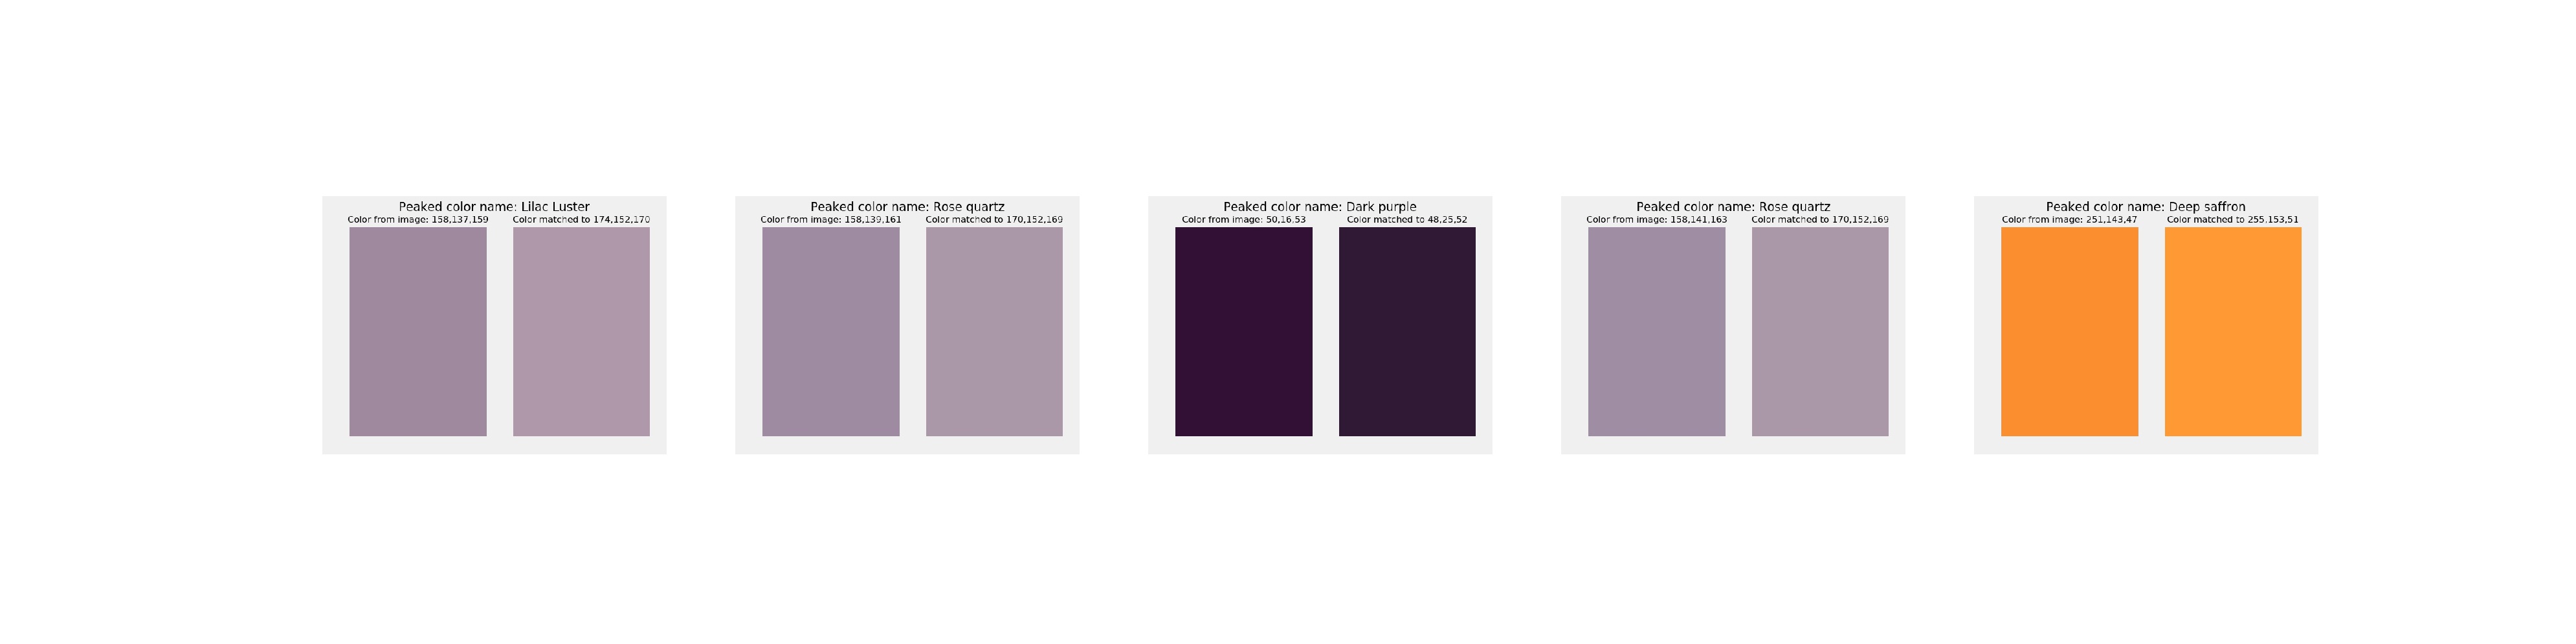 Peaked color name: Lilac Luster
Color from image: 158,137,159
Color matched to 174,152,170
Peaked color name: Rose quartz
Color from image: 158,139,161
Color matched to 170,152,169
Peaked color name: Dark purple
Color from image: 50,16,53
Color matched to 48,25,52
Peaked color name: Rose quartz
Color from image: 158,141,163
Color matched to 170,152,169
Peaked color name: Deep saffron
Color from image: 251,143,47
Color matched to 255,153,51